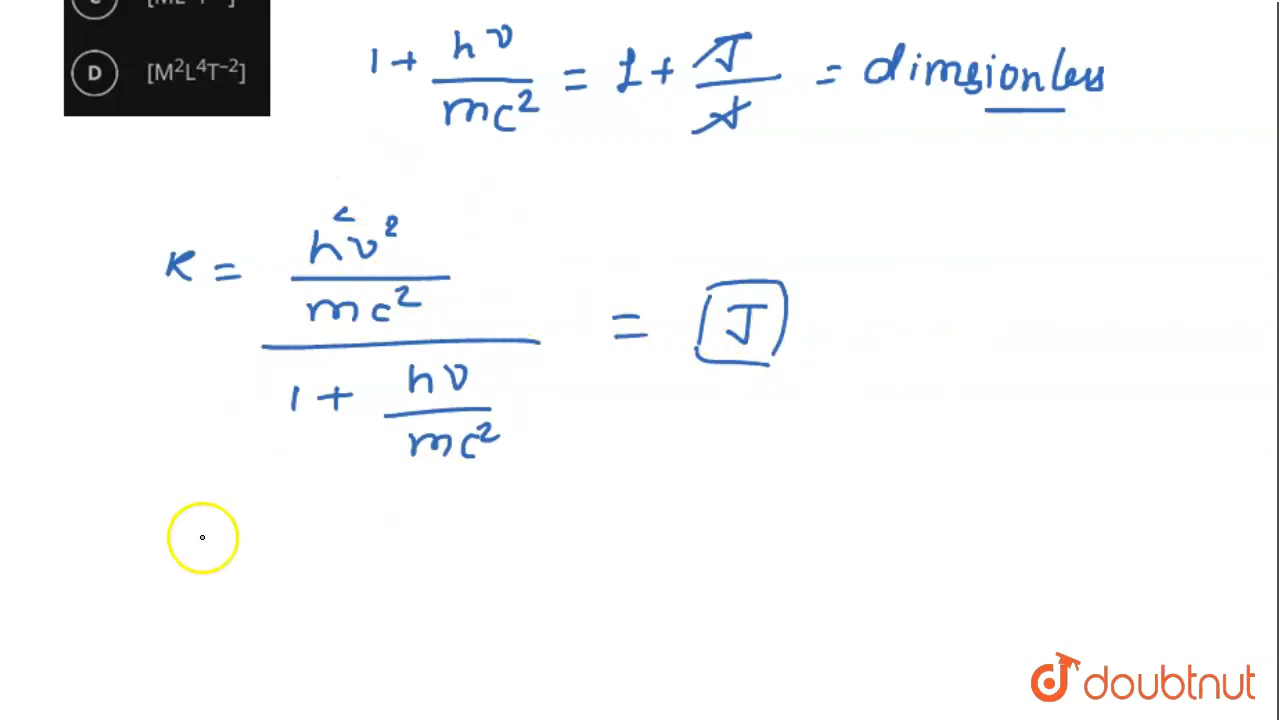 D [M²L⁴T⁻²]
1 + hν/mc² = 1 + J/J = dimsionless
K = (h²ν²/mc²)/(1 + hν/mc²) = J
doubtnut